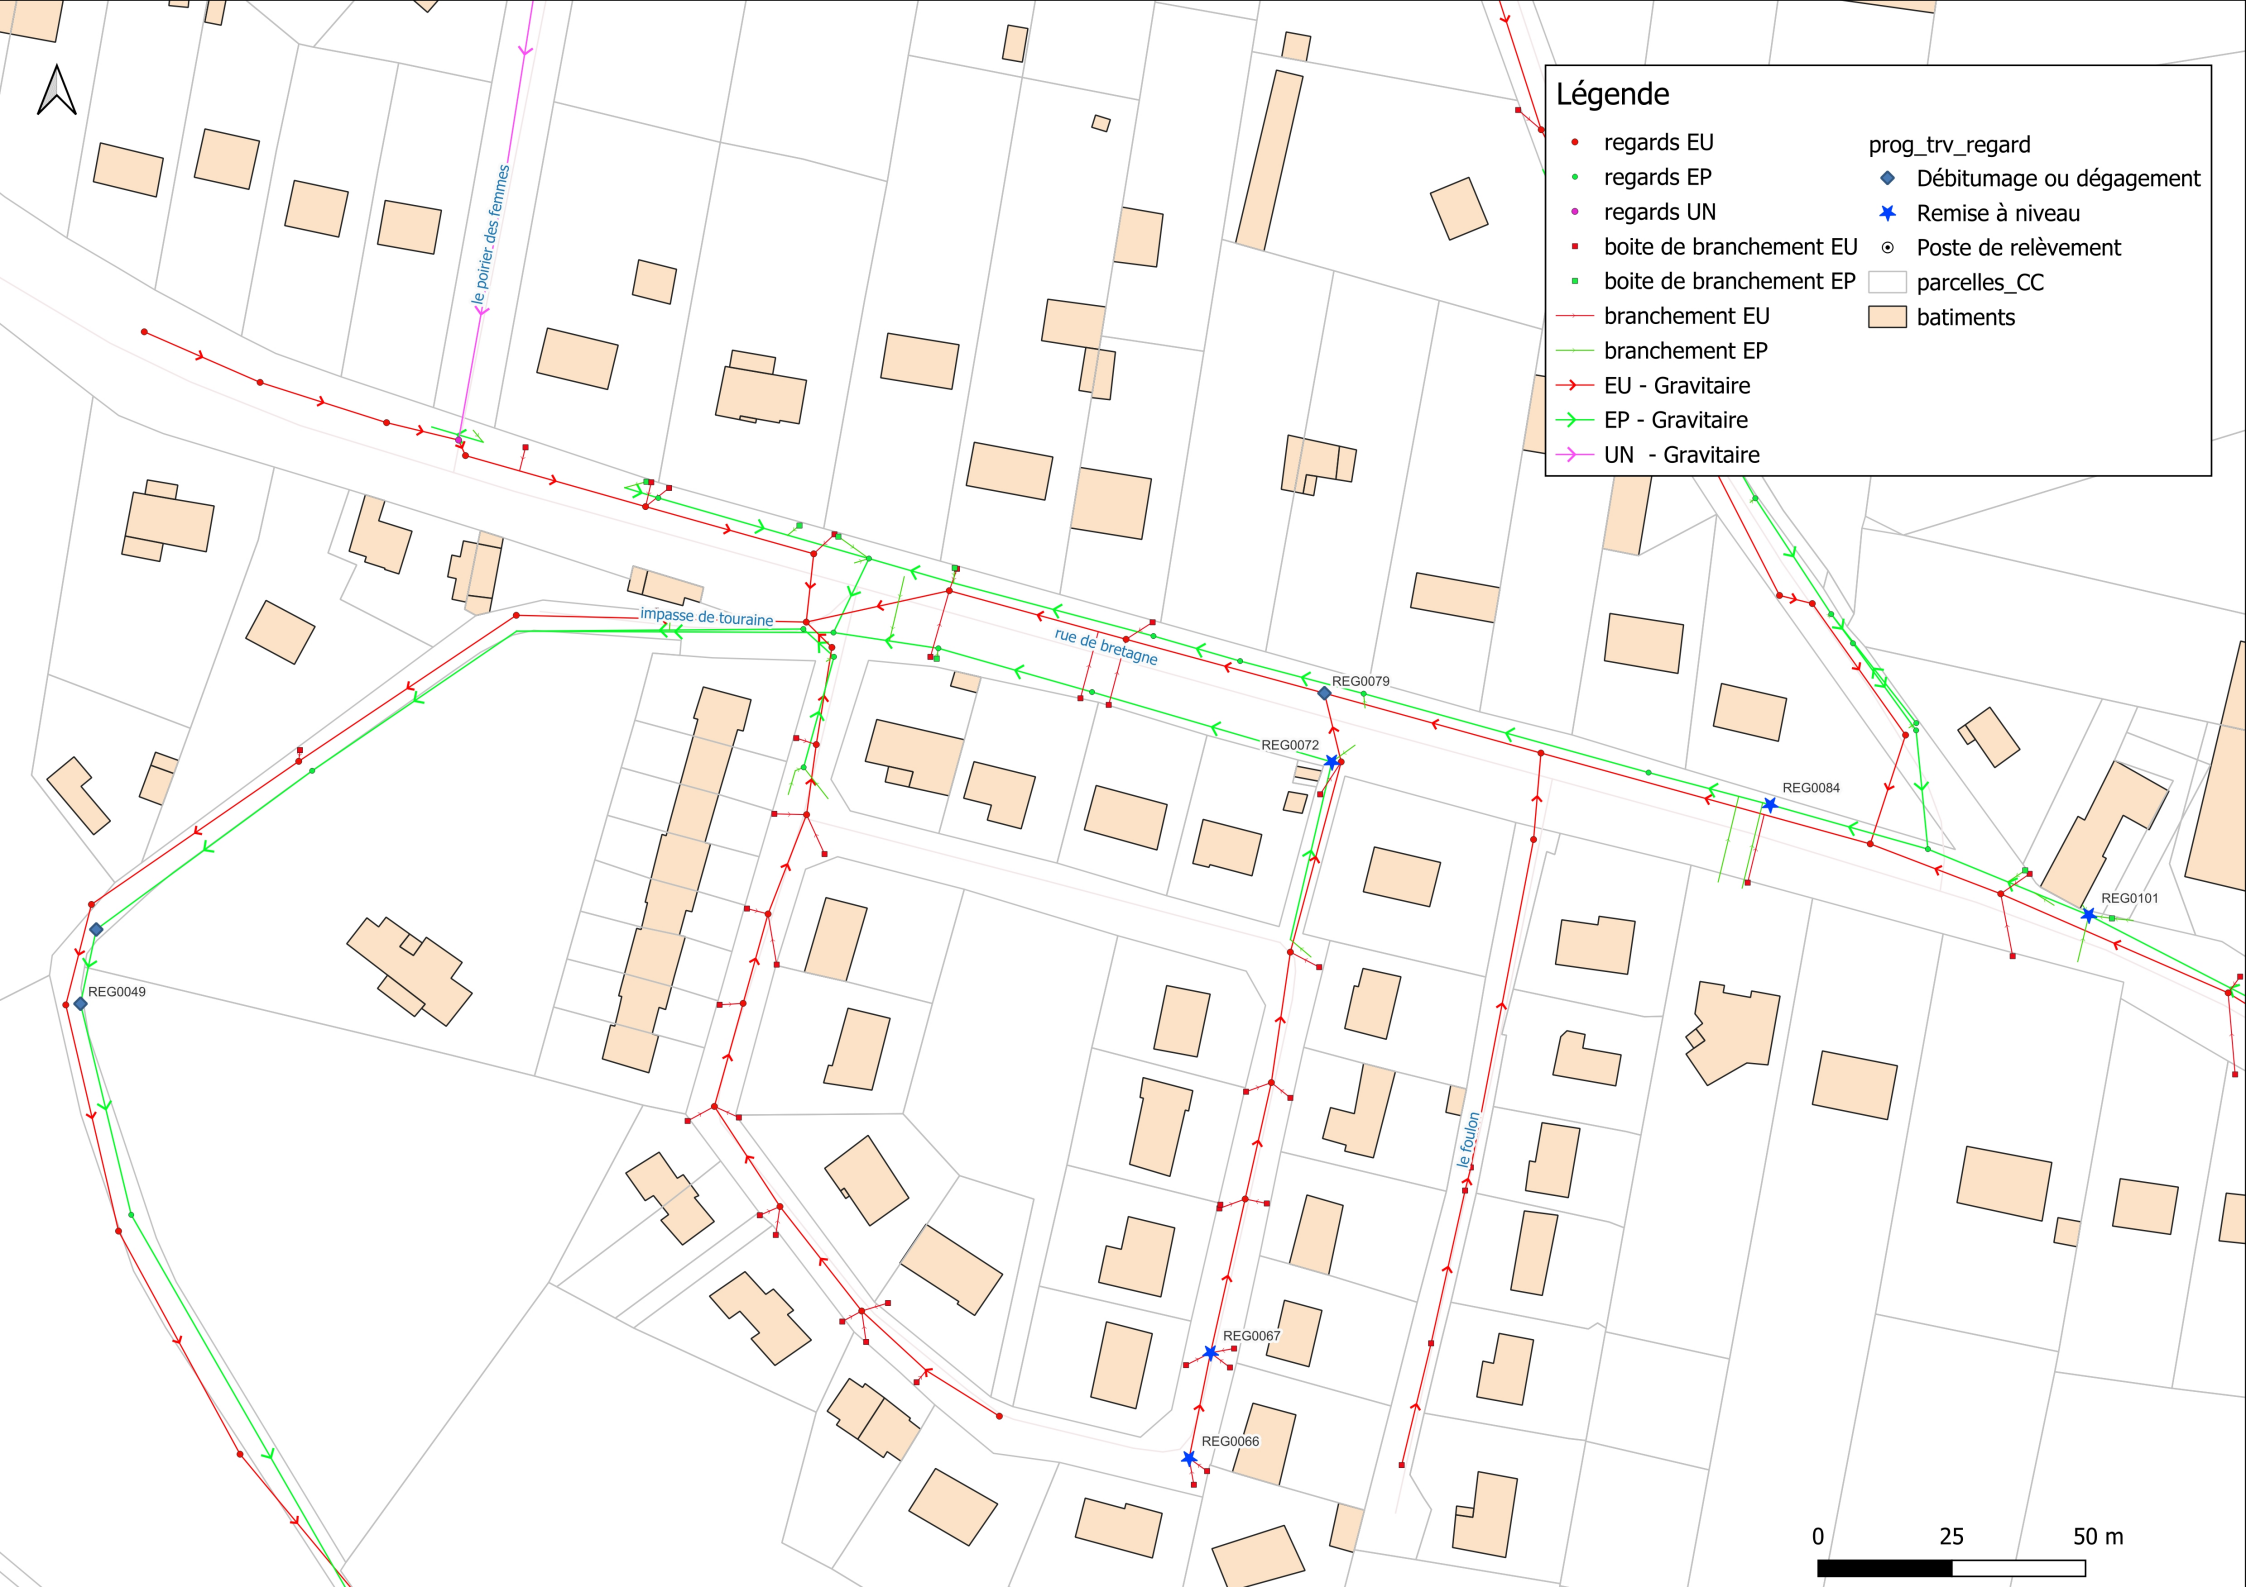 Légende
regards EU
regards EP
regards UN
boite de branchement EU
boite de branchement EP
branchement EU
branchement EP
EU - Gravitaire
EP - Gravitaire
UN - Gravitaire
prog_trv_regard
Débitumage ou dégagement
Remise à niveau
Poste de relèvement
parcelles_CC
batiments
le poirier des femmes
impasse de touraine
rue de bretagne
REG0079
REG0072
REG0084
REG0101
REG0049
le foulon
REG0067
REG0066
0 25 50 m